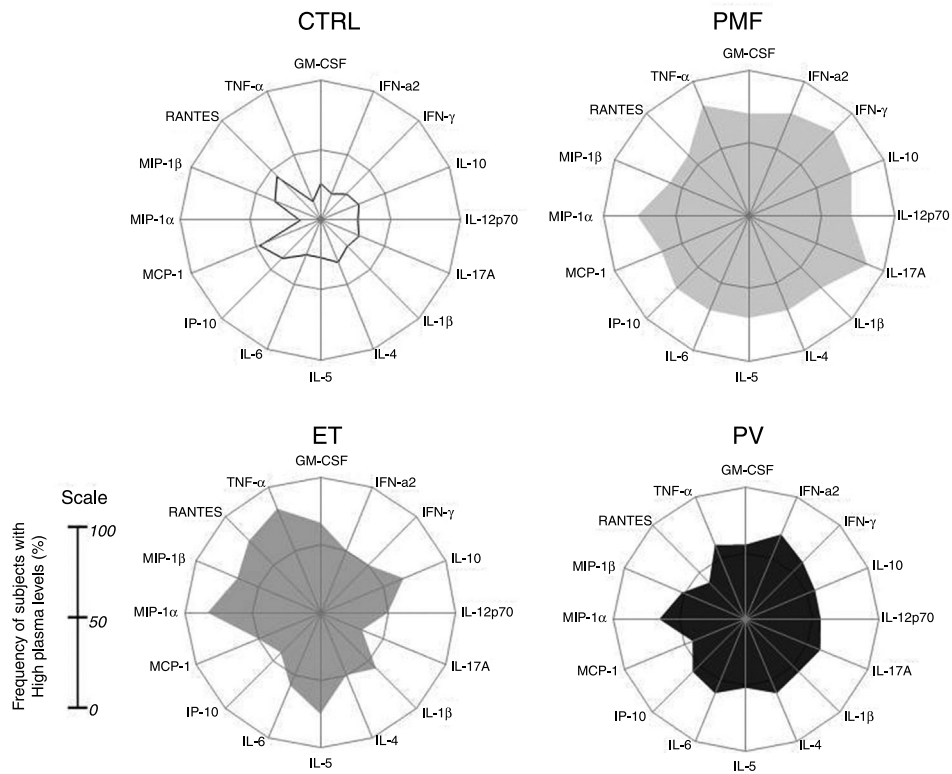 CTRL
GM-CSF
IFN-a2
IFN-γ
IL-10
IL-12p70
IL-17A
IL-1β
IL-4
IL-5
IL-6
IP-10
MCP-1
MIP-1α
MIP-1β
RANTES
TNF-α
PMF
GM-CSF
IFN-a2
IFN-γ
IL-10
IL-12p70
IL-17A
IL-1β
IL-4
IL-5
IL-6
IP-10
MCP-1
MIP-1α
MIP-1β
RANTES
TNF-α
Scale
100
50
0
Frequency of subjects with
High plasma levels (%)
ET
GM-CSF
IFN-a2
IFN-γ
IL-10
IL-12p70
IL-17A
IL-1β
IL-4
IL-5
IL-6
IP-10
MCP-1
MIP-1α
MIP-1β
RANTES
TNF-α
PV
GM-CSF
IFN-a2
IFN-γ
IL-10
IL-12p70
IL-17A
IL-1β
IL-4
IL-5
IL-6
IP-10
MCP-1
MIP-1α
MIP-1β
RANTES
TNF-α